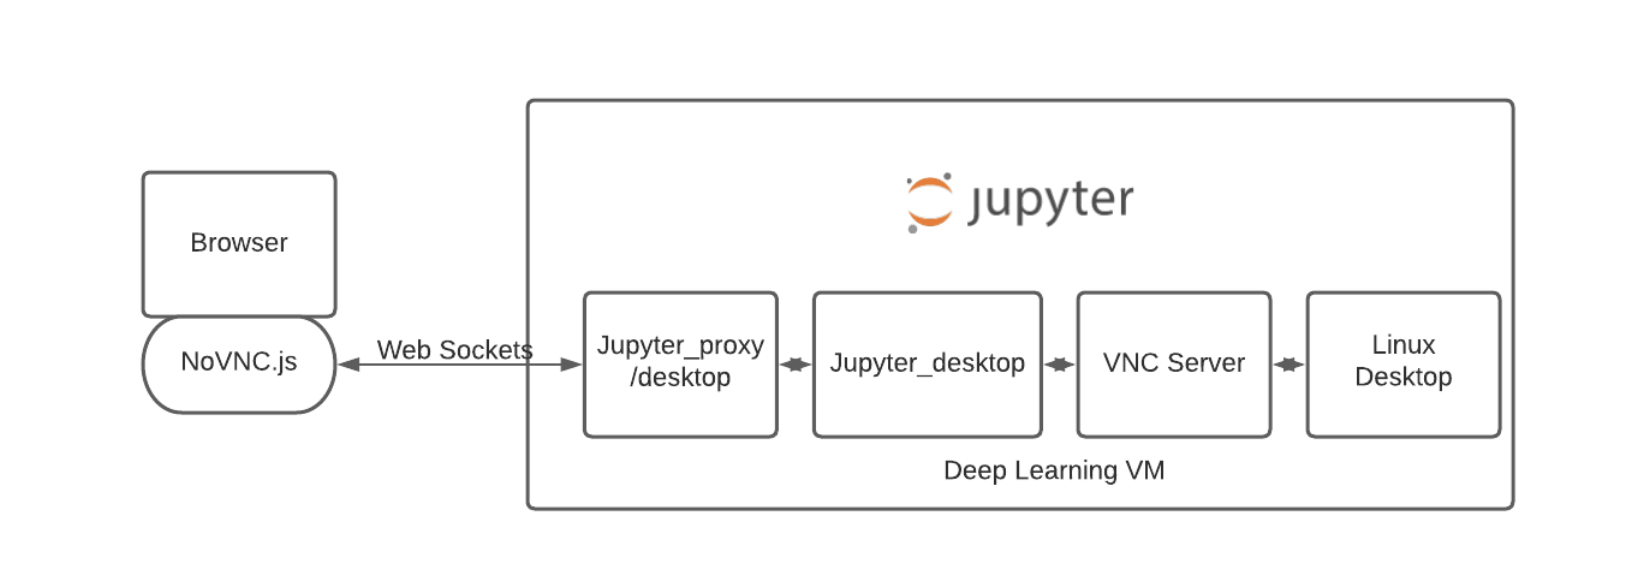 jupyter
Browser
NoVNC.js
Web Sockets
Jupyter_proxy
/desktop
Jupyter_desktop
VNC Server
Linux
Desktop
Deep Learning VM